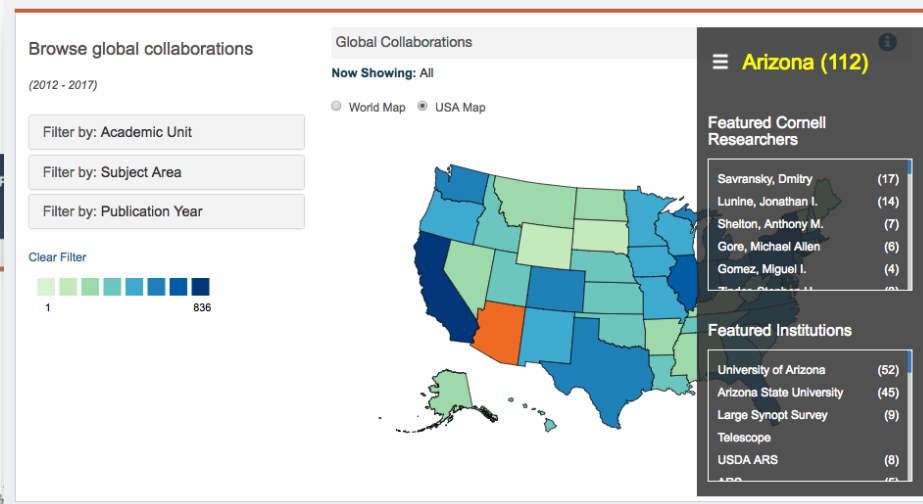 Browse global collaborations
(2012 - 2017)
Filter by: Academic Unit
Filter by: Subject Area
Filter by: Publication Year
Clear Filter
1
836
Global Collaborations
Now Showing: All
World Map
USA Map
Arizona (112)
Featured Cornell
Researchers
Savransky, Dmitry (17)
Lunine, Jonathan I. (14)
Shelton, Anthony M. (7)
Gore, Michael Allen (6)
Gomez, Miguel I. (4)
Featured Institutions
University of Arizona (52)
Arizona State University (45)
Large Synopt Survey (9)
Telescope
USDA ARS (8)